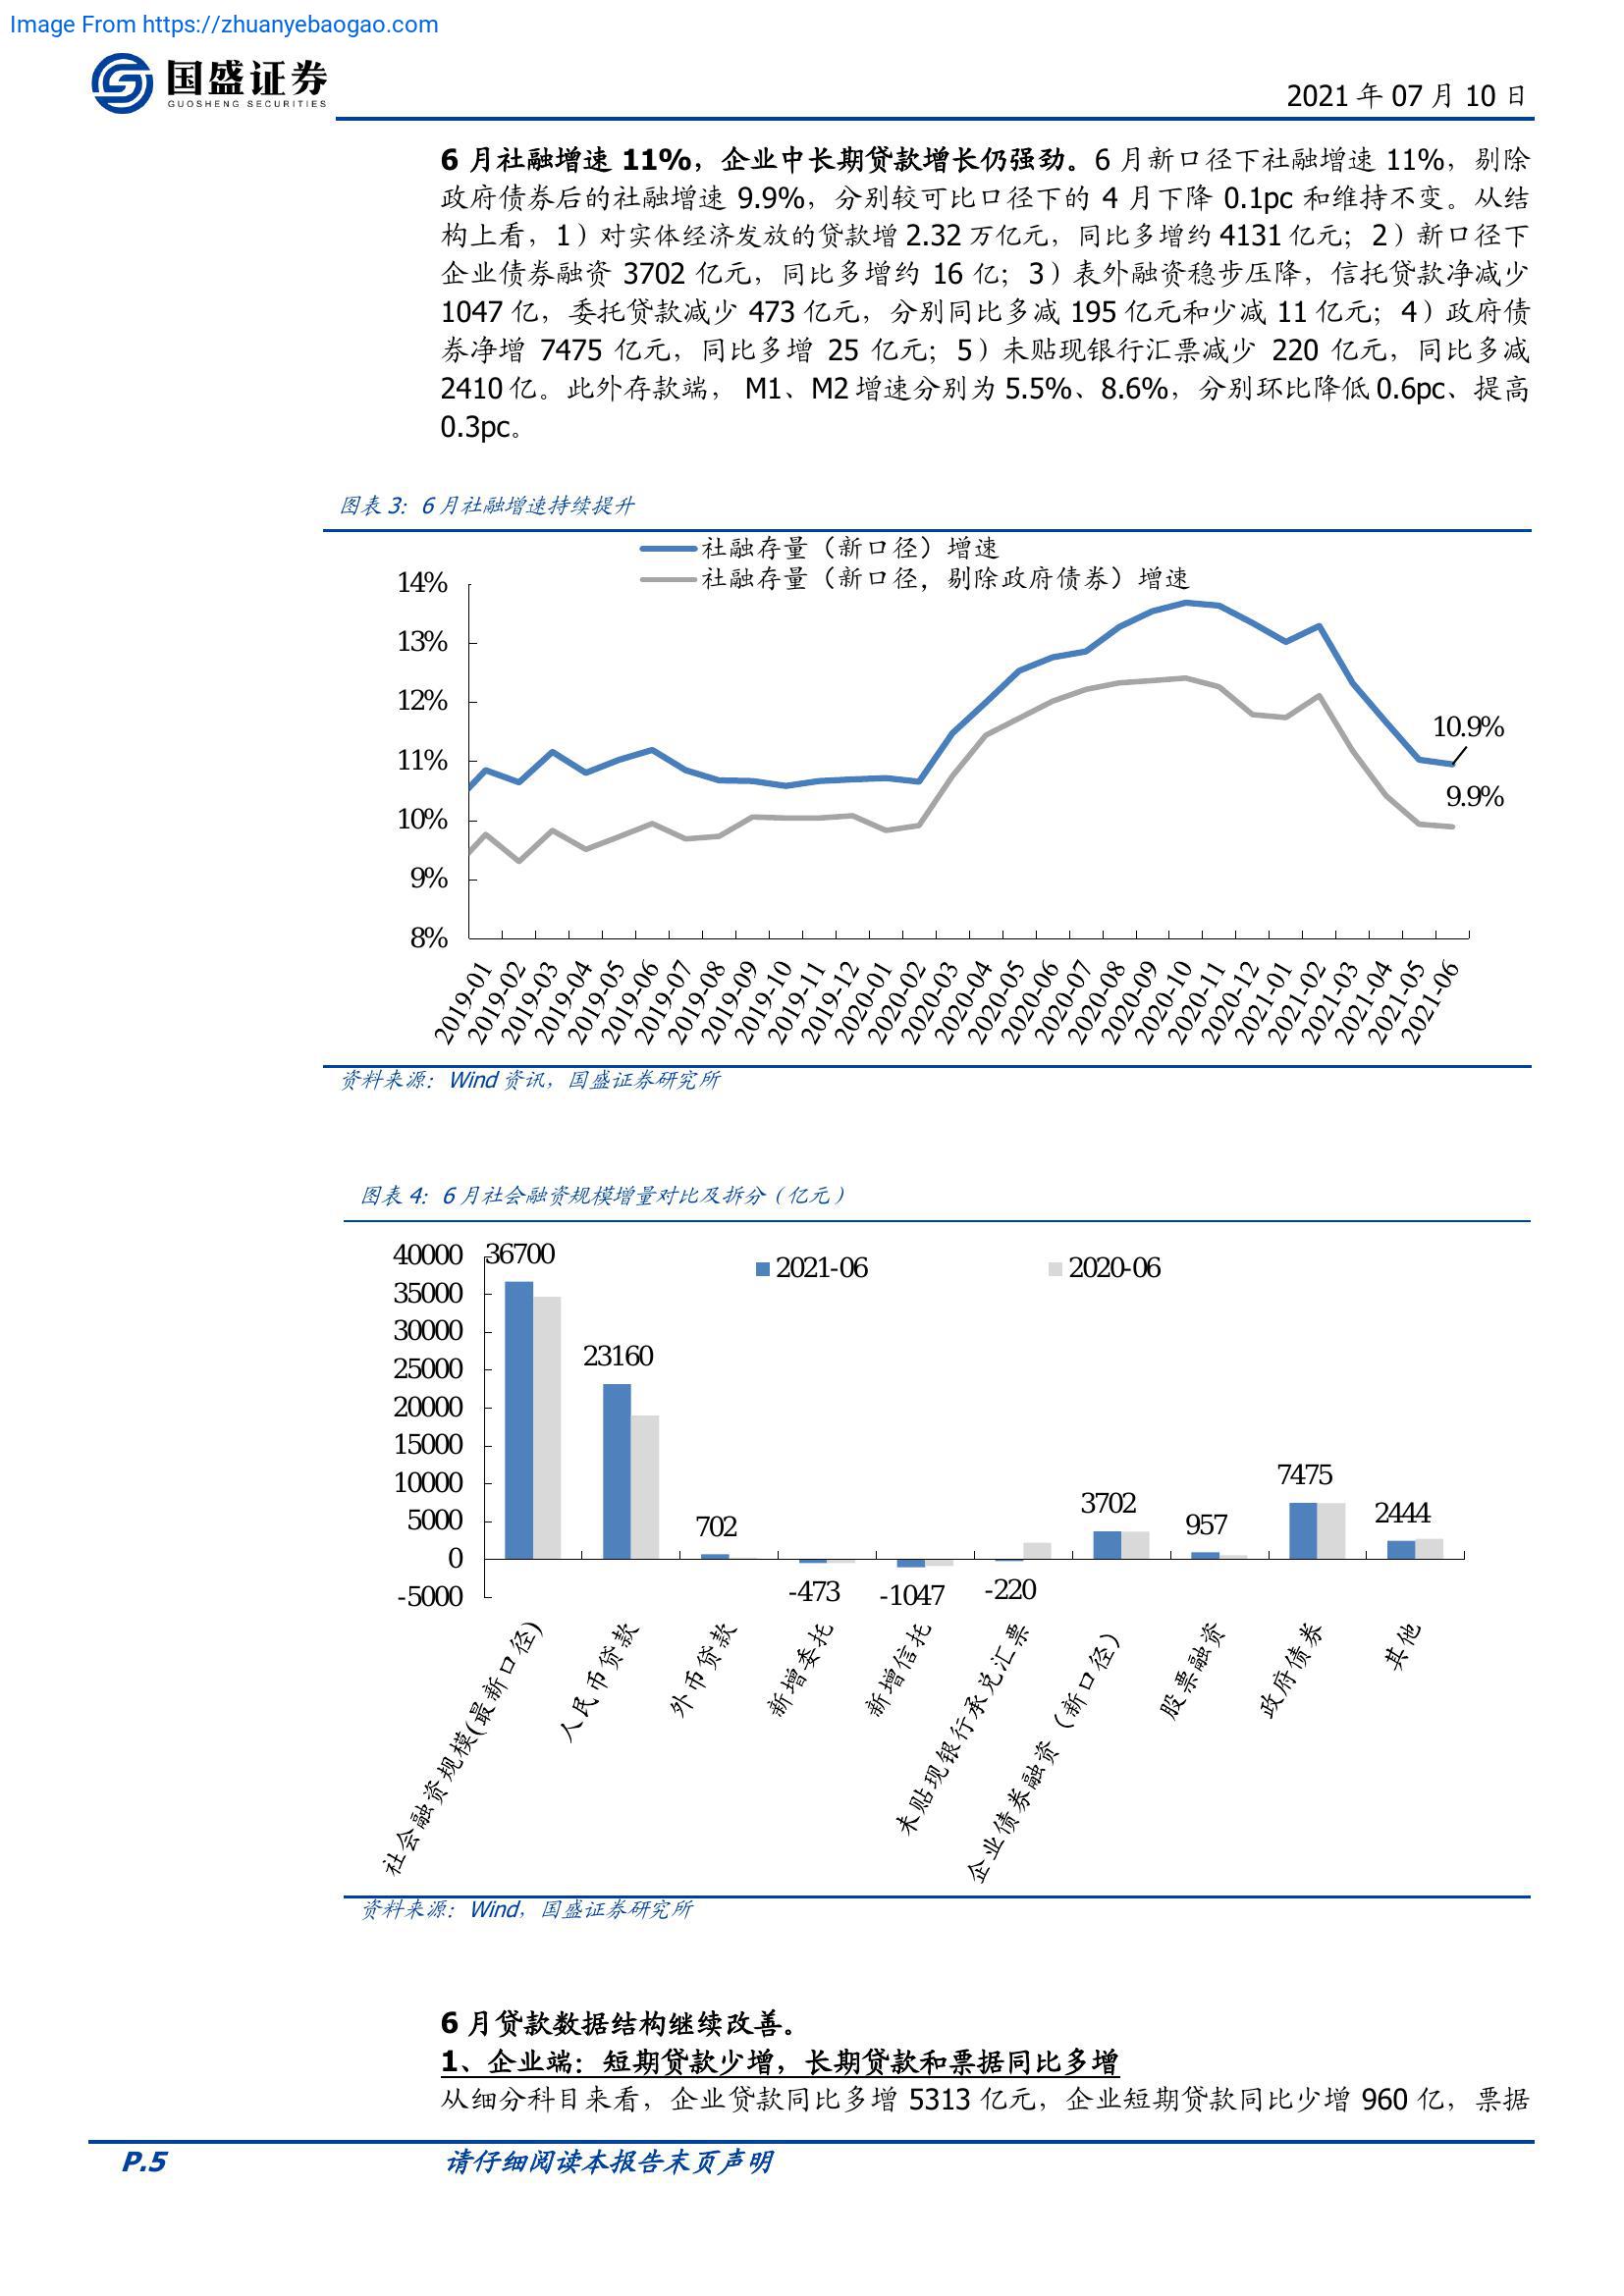 Image From https://zhuanyebaogao.com
国盛证券
GUOSHENG SECURITIES
2021 年 07 月 10 日
6 月社融增速 11%，企业中长期贷款增长仍强劲。6 月新口径下社融增速 11%，剔除
政府债券后的社融增速 9.9%，分别较可比口径下的 4 月下降 0.1pc 和维持不变。从结
构上看，1）对实体经济发放的贷款增 2.32 万亿元，同比多增约 4131 亿元；2）新口径下
企业债券融资 3702 亿元，同比多增约 16 亿；3）表外融资稳步压降，信托贷款净减少
1047 亿，委托贷款减少 473 亿元，分别同比多减 195 亿元和少减 11 亿元；4）政府债
券净增 7475 亿元，同比多增 25 亿元；5）未贴现银行汇票减少 220 亿元，同比多减
2410 亿。此外存款端， M1、M2 增速分别为 5.5%、8.6%，分别环比降低 0.6pc、提高
0.3pc。
图表 3：6 月社融增速持续提升
社融存量（新口径）增速
社融存量（新口径，剔除政府债券）增速
14%
13%
12%
11%
10%
9%
8%
10.9%
9.9%
2019-01
2019-02
2019-03
2019-04
2019-05
2019-06
2019-07
2019-08
2019-09
2019-10
2019-11
2019-12
2020-01
2020-02
2020-03
2020-04
2020-05
2020-06
2020-07
2020-08
2020-09
2020-10
2020-11
2020-12
2021-01
2021-02
2021-03
2021-04
2021-05
2021-06
资料来源：Wind 资讯，国盛证券研究所
图表 4：6 月社会融资规模增量对比及拆分（亿元）
2021-06
2020-06
40000
35000
30000
25000
20000
15000
10000
5000
0
-5000
36700
23160
702
-473
-1047
-220
3702
957
7475
2444
社会融资规模(最新口径)
人民币贷款
外币贷款
新增委托
新增信托
未贴现银行承兑汇票
企业债券融资（新口径）
股票融资
政府债券
其他
资料来源：Wind，国盛证券研究所
6 月贷款数据结构继续改善。
1、企业端：短期贷款少增，长期贷款和票据同比多增
从细分科目来看，企业贷款同比多增 5313 亿元，企业短期贷款同比少增 960 亿，票据
P.5
请仔细阅读本报告末页声明